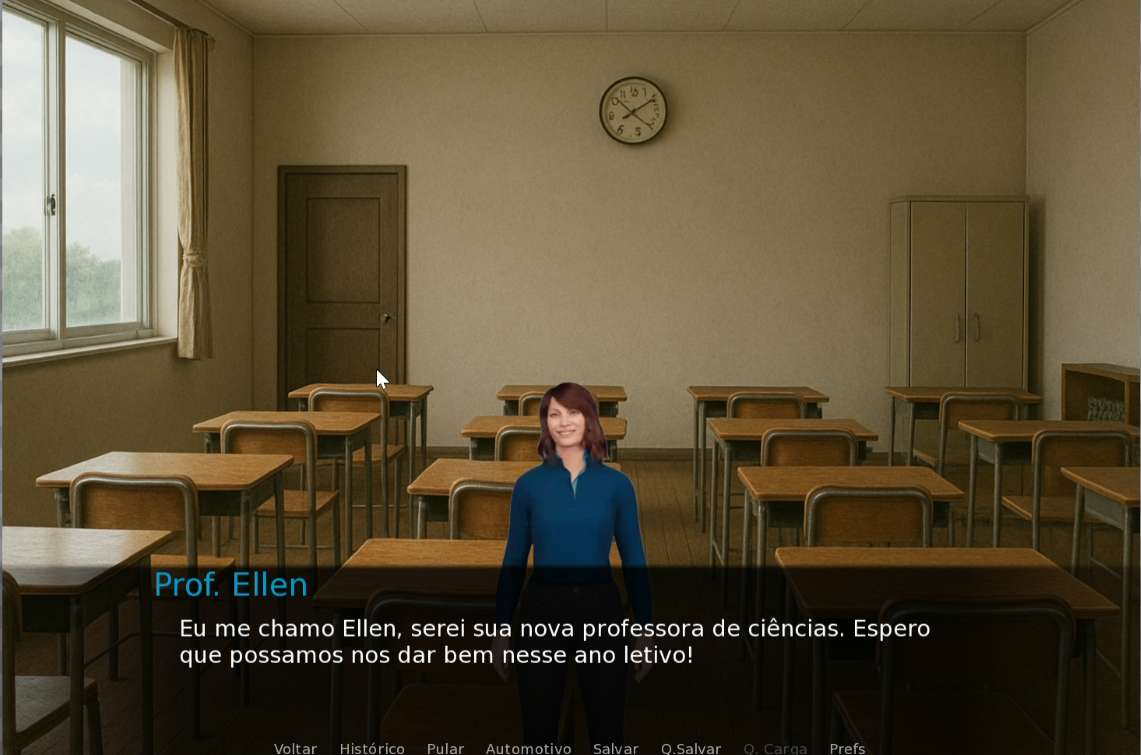 Prof. Ellen
Eu me chamo Ellen, serei sua nova professora de ciências. Espero
que possamos nos dar bem nesse ano letivo!
Voltar Histórico Pular Automotivo Salvar Q.Salvar Q. Carga Prefs